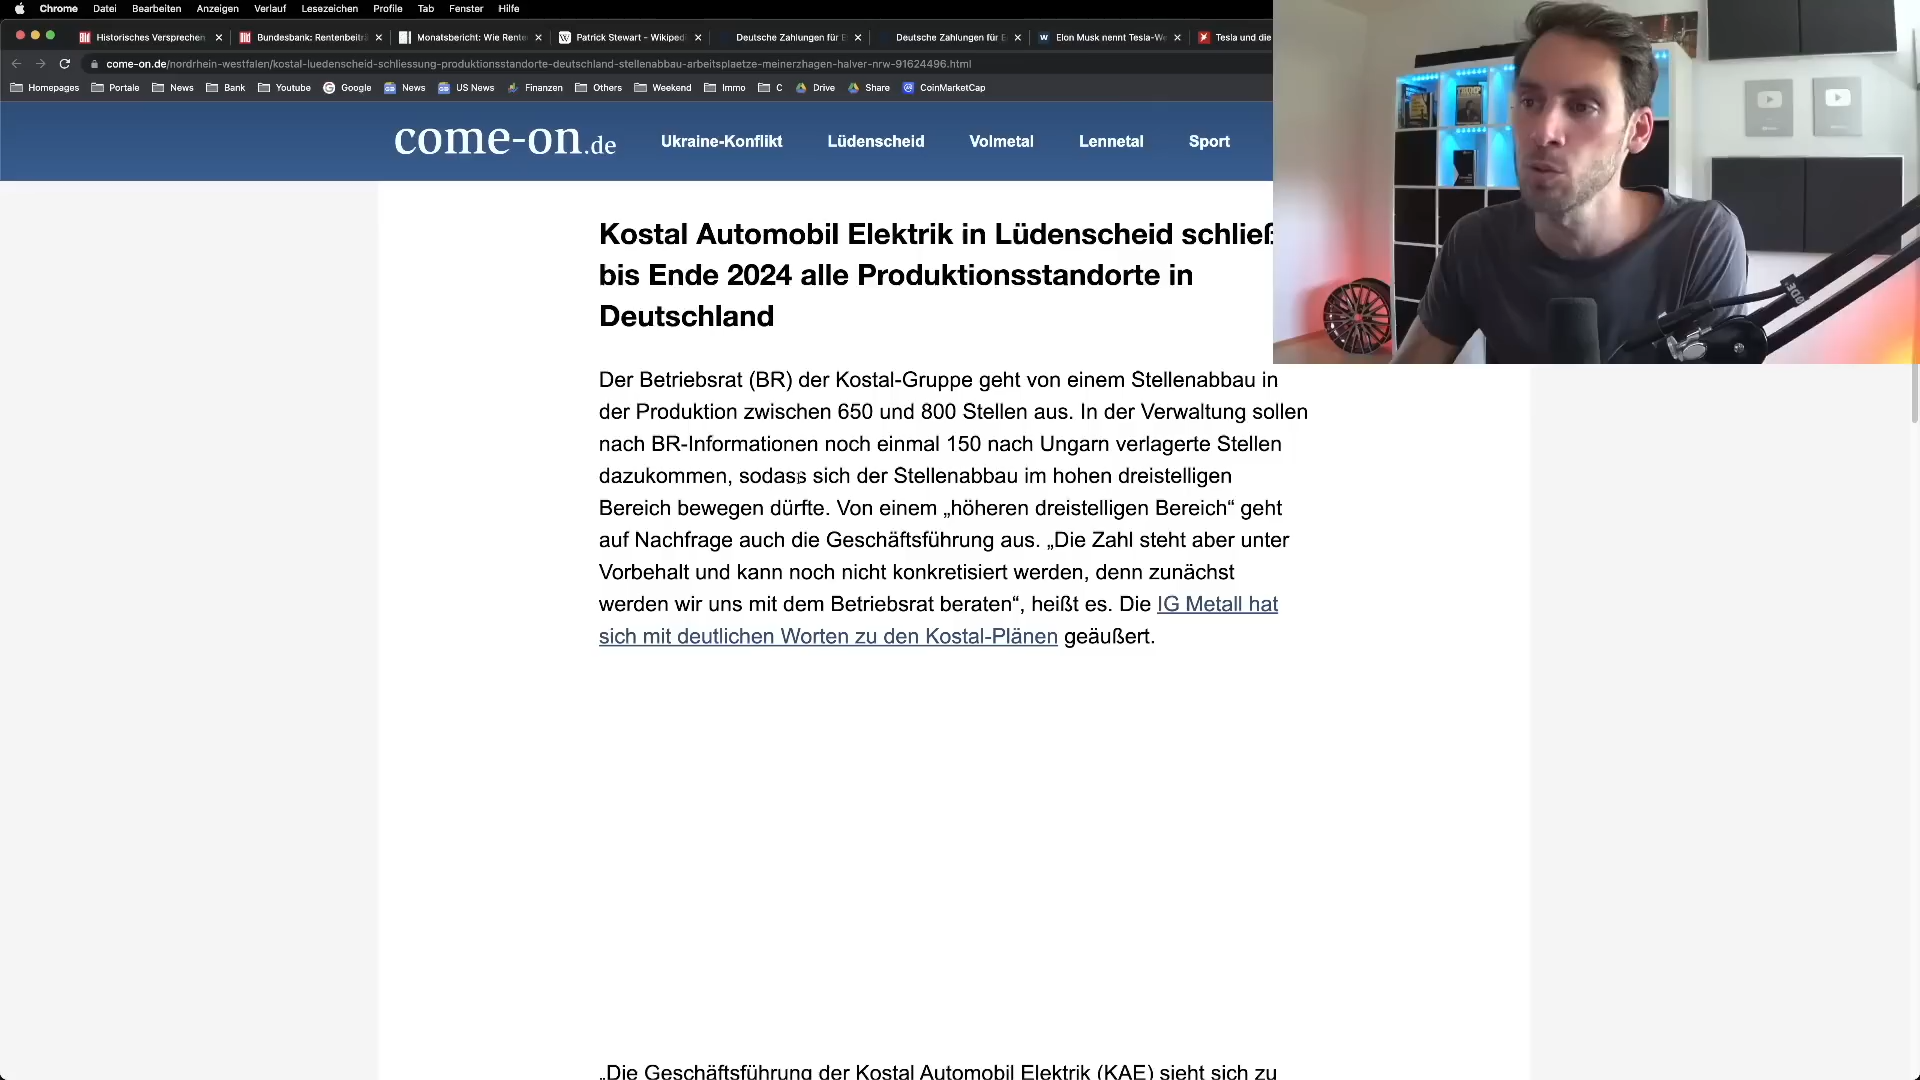 Chrome Datei Bearbeiten Anzeigen Verlauf Lesezeichen Profile Tab Fenster Hilfe
Historisches Versprechen Bundesbank: Rentenbeitr Monatsbericht: Wie Rente Patrick Stewart – Wikiped Deutsche Zahlungen für E Deutsche Zahlungen für E Elon Musk nennt Tesla-We Tesla und die
come-on.de/nordrhein-westfalen/kostal-luedenscheid-schliessung-produktionsstandorte-deutschland-stellenabbau-arbeitsplaetze-meinerzhagen-halver-nrw-91624496.html
Homepages Portale News Bank Youtube Google News US News Finanzen Others Weekend Immo C Drive Share CoinMarketCap
come-on.de Ukraine-Konflikt Lüdenscheid Volmetal Lennetal Sport
TRUMP
RØDE
Kostal Automobil Elektrik in Lüdenscheid schließ
bis Ende 2024 alle Produktionsstandorte in
Deutschland
Der Betriebsrat (BR) der Kostal-Gruppe geht von einem Stellenabbau in
der Produktion zwischen 650 und 800 Stellen aus. In der Verwaltung sollen
nach BR-Informationen noch einmal 150 nach Ungarn verlagerte Stellen
dazukommen, sodass sich der Stellenabbau im hohen dreistelligen
Bereich bewegen dürfte. Von einem „höheren dreistelligen Bereich“ geht
auf Nachfrage auch die Geschäftsführung aus. „Die Zahl steht aber unter
Vorbehalt und kann noch nicht konkretisiert werden, denn zunächst
werden wir uns mit dem Betriebsrat beraten“, heißt es. Die IG Metall hat
sich mit deutlichen Worten zu den Kostal-Plänen geäußert.
„Die Geschäftsführung der Kostal Automobil Elektrik (KAE) sieht sich zu